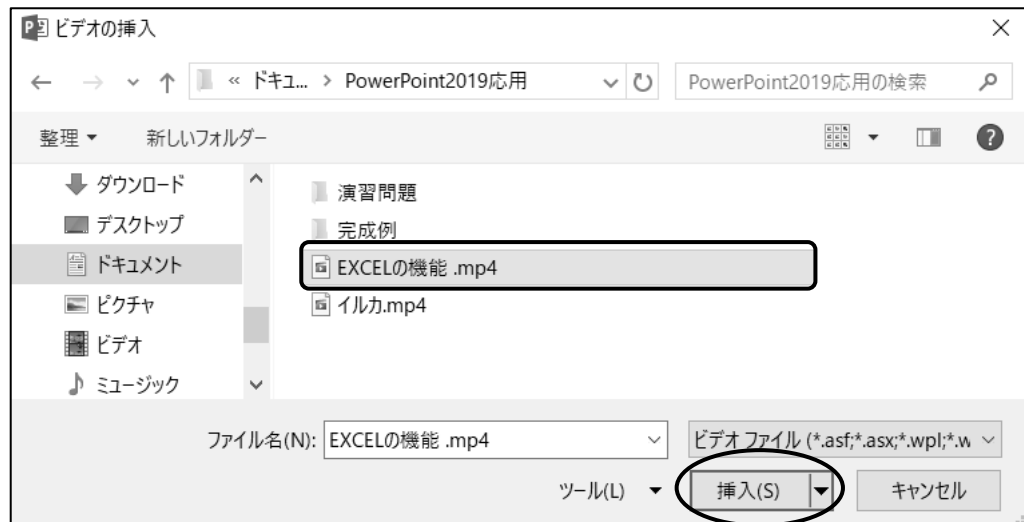 ビデオの挿入
« ドキュ... > PowerPoint2019応用
PowerPoint2019応用の検索
整理 新しいフォルダー
ダウンロード
デスクトップ
ドキュメント
ピクチャ
ビデオ
ミュージック
演習問題
完成例
EXCELの機能 .mp4
イルカ.mp4
ファイル名(N): EXCELの機能 .mp4 ビデオ ファイル (*.asf;*.asx;*.wpl;*.w
ツール(L) 挿入(S) キャンセル